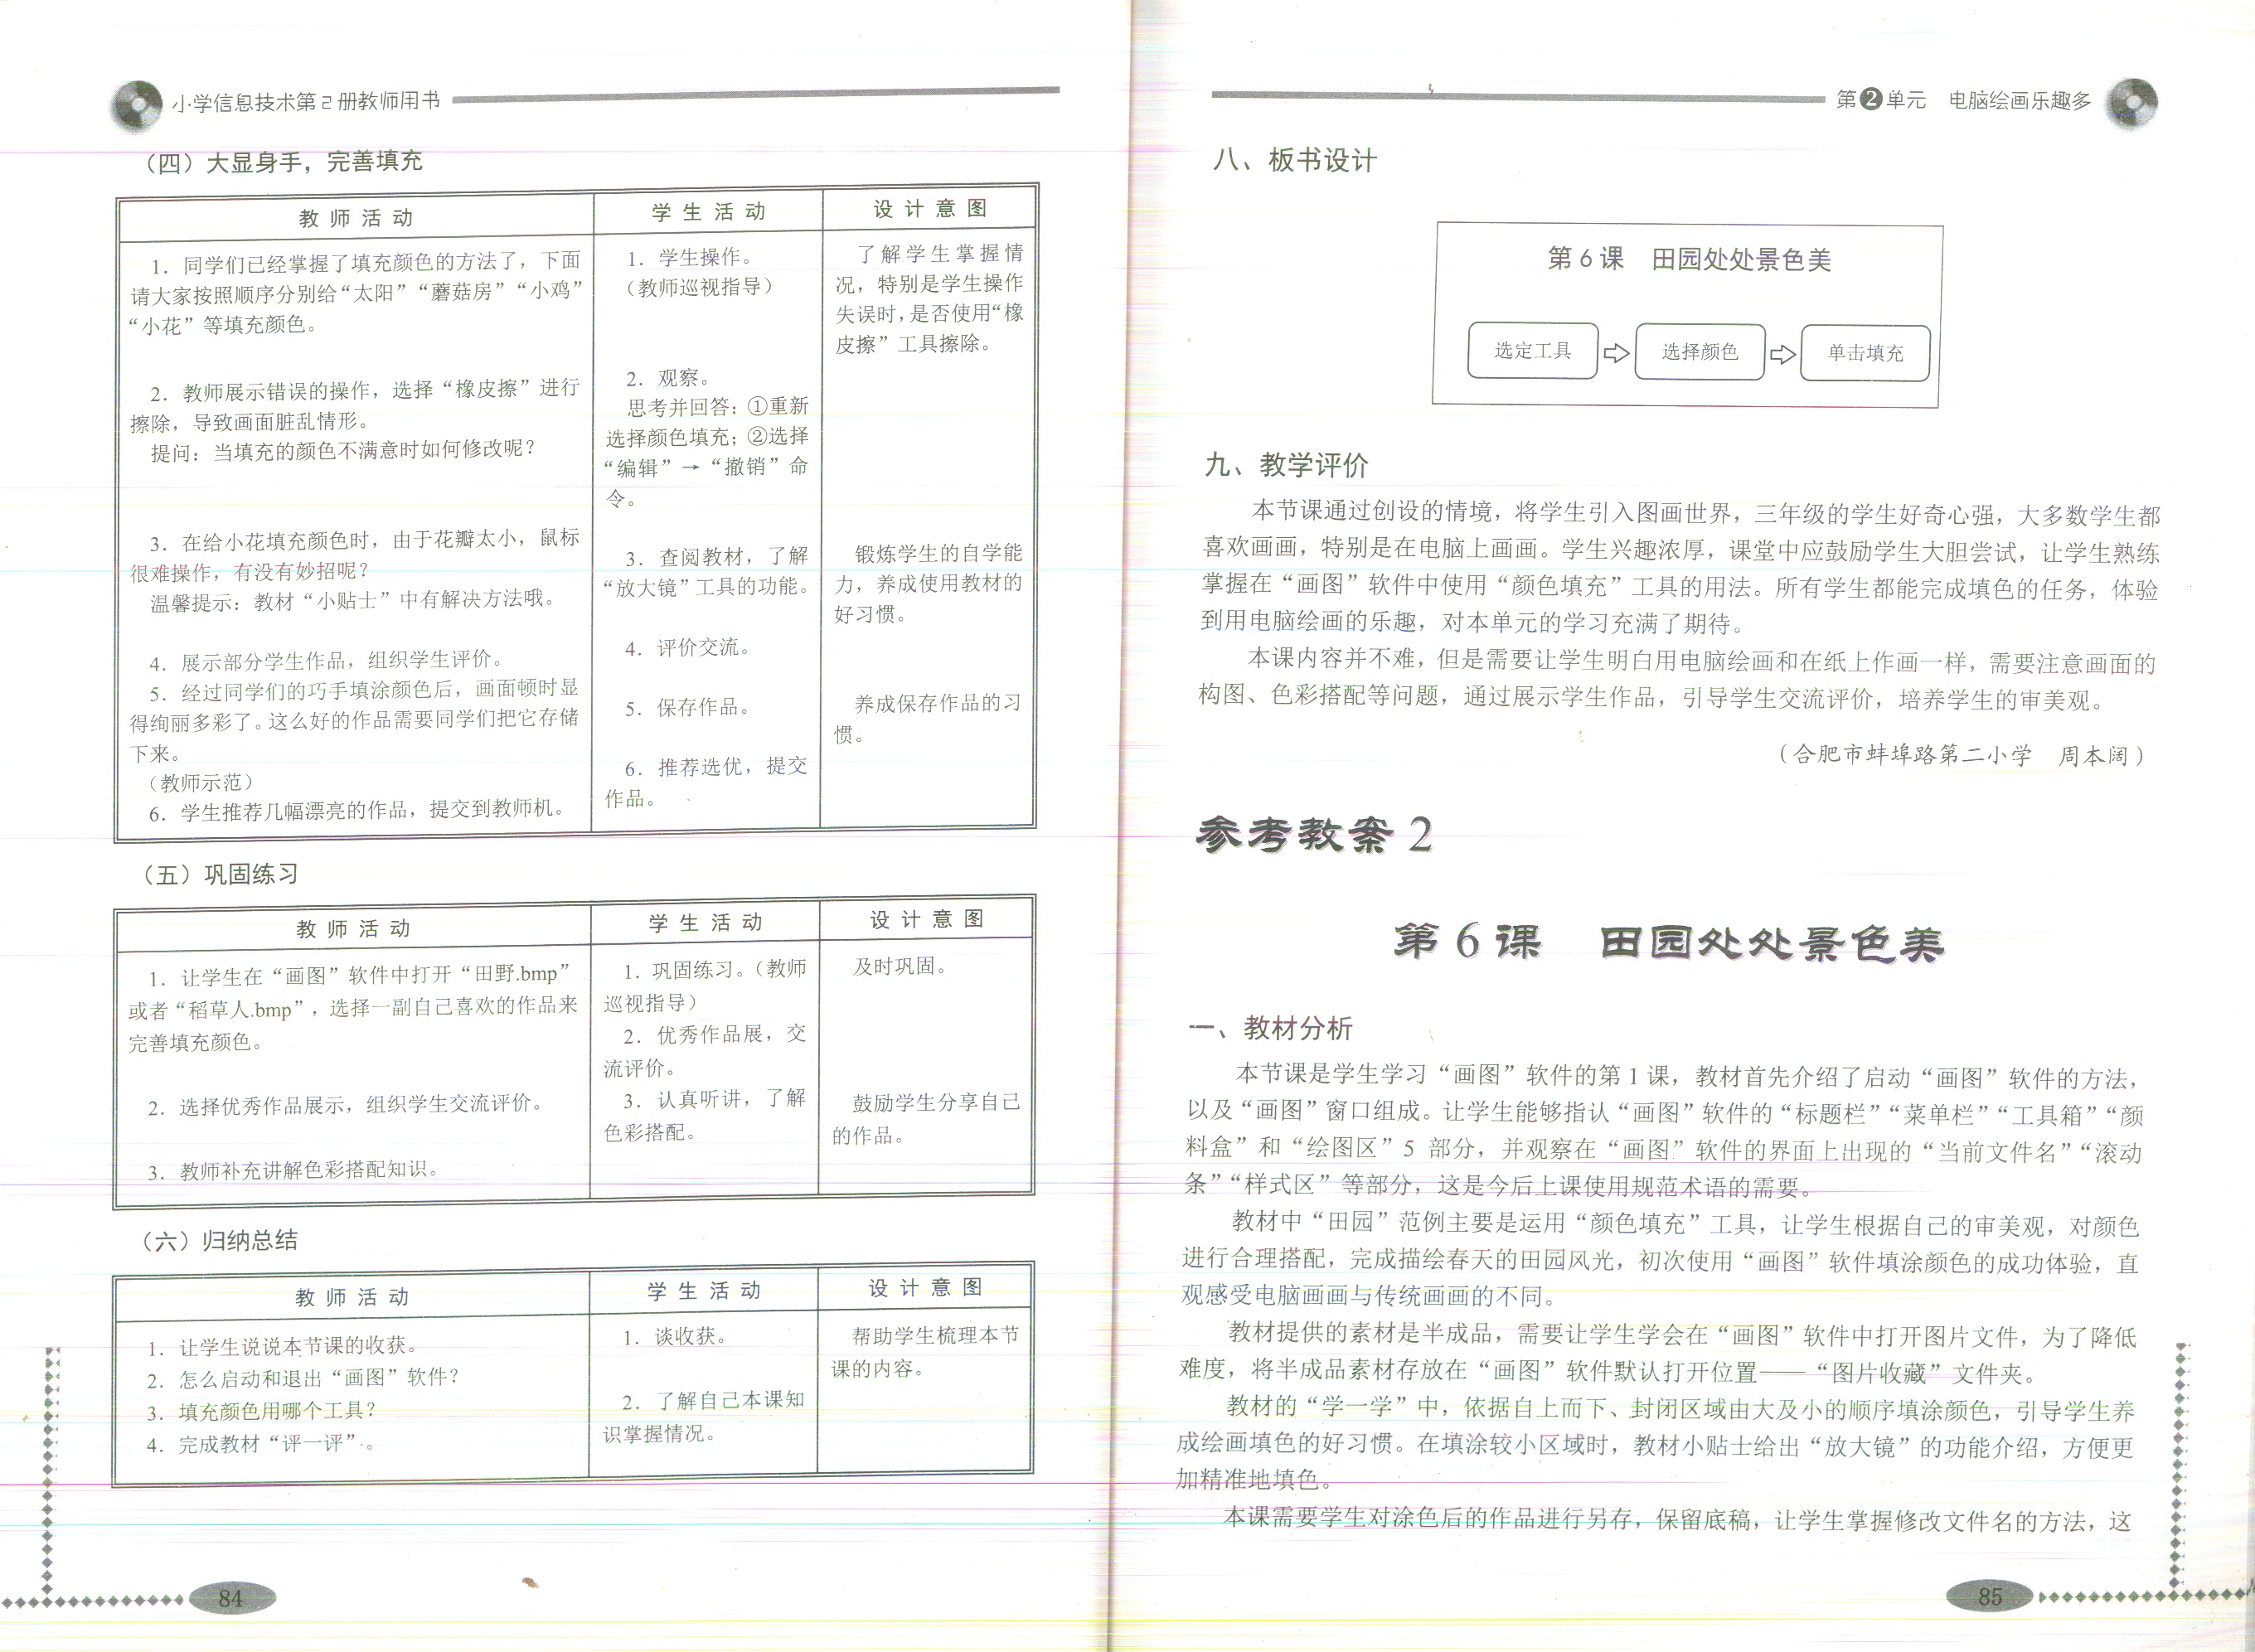 小学信息技术第2册教师用书
（四）大显身手，完善填充
教师活动
1．同学们已经掌握了填充颜色的方法了，下面
请大家按照顺序分别给“太阳”“蘑菇房”“小鸡”
“小花”等填充颜色。
2．教师展示错误的操作，选择“橡皮擦”进行
擦除，导致画面脏乱情形。
提问：当填充的颜色不满意时如何修改呢？
3．在给小花填充颜色时，由于花瓣太小，鼠标
很难操作，有没有妙招呢？
温馨提示：教材“小贴士”中有解决方法哦。
4．展示部分学生作品，组织学生评价。
5．经过同学们的巧手填涂颜色后，画面顿时显
得绚丽多彩了。这么好的作品需要同学们把它存储
下来。
（教师示范）
6．学生推荐几幅漂亮的作品，提交到教师机。
学生活动
1．学生操作。
（教师巡视指导）
2．观察。
思考并回答：①重新
选择颜色填充；②选择
“编辑”→“撤销”命
令。
3．查阅教材，了解
“放大镜”工具的功能。
4．评价交流。
5．保存作品。
6．推荐选优，提交
作品。
设计意图
了解学生掌握情
况，特别是学生操作
失误时，是否使用“橡
皮擦”工具擦除。
锻炼学生的自学能
力，养成使用教材的
好习惯。
养成保存作品的习
惯。
（五）巩固练习
教师活动
1．让学生在“画图”软件中打开“田野.bmp”
或者“稻草人.bmp”，选择一副自己喜欢的作品来
完善填充颜色。
2．选择优秀作品展示，组织学生交流评价。
3．教师补充讲解色彩搭配知识。
学生活动
1．巩固练习。（教师
巡视指导）
2．优秀作品展，交
流评价。
3．认真听讲，了解
色彩搭配。
设计意图
及时巩固。
鼓励学生分享自己
的作品。
（六）归纳总结
教师活动
1．让学生说说本节课的收获。
2．怎么启动和退出“画图”软件？
3．填充颜色用哪个工具？
4．完成教材“评一评”。
学生活动
1．谈收获。
2．了解自己本课知
识掌握情况。
设计意图
帮助学生梳理本节
课的内容。
84
第2单元 电脑绘画乐趣多
八、板书设计
第6课 田园处处景色美
选定工具 ⇨ 选择颜色 ⇨ 单击填充
九、教学评价
本节课通过创设的情境，将学生引入图画世界，三年级的学生好奇心强，大多数学生都
喜欢画画，特别是在电脑上画画。学生兴趣浓厚，课堂中应鼓励学生大胆尝试，让学生熟练
掌握在“画图”软件中使用“颜色填充”工具的用法。所有学生都能完成填色的任务，体验
到用电脑绘画的乐趣，对本单元的学习充满了期待。
本课内容并不难，但是需要让学生明白用电脑绘画和在纸上作画一样，需要注意画面的
构图、色彩搭配等问题，通过展示学生作品，引导学生交流评价，培养学生的审美观。
（合肥市蚌埠路第二小学 周本阔）
参考教案2
第6课 田园处处景色美
一、教材分析
本节课是学生学习“画图”软件的第1课，教材首先介绍了启动“画图”软件的方法，
以及“画图”窗口组成。让学生能够指认“画图”软件的“标题栏”“菜单栏”“工具箱”“颜
料盒”和“绘图区”5 部分，并观察在“画图”软件的界面上出现的“当前文件名”“滚动
条”“样式区”等部分，这是今后上课使用规范术语的需要。
教材中“田园”范例主要是运用“颜色填充”工具，让学生根据自己的审美观，对颜色
进行合理搭配，完成描绘春天的田园风光，初次使用“画图”软件填涂颜色的成功体验，直
观感受电脑画画与传统画画的不同。
教材提供的素材是半成品，需要让学生学会在“画图”软件中打开图片文件，为了降低
难度，将半成品素材存放在“画图”软件默认打开位置——“图片收藏”文件夹。
教材的“学一学”中，依据自上而下、封闭区域由大及小的顺序填涂颜色，引导学生养
成绘画填色的好习惯。在填涂较小区域时，教材小贴士给出“放大镜”的功能介绍，方便更
加精准地填色。
本课需要学生对涂色后的作品进行另存，保留底稿，让学生掌握修改文件名的方法，这
85